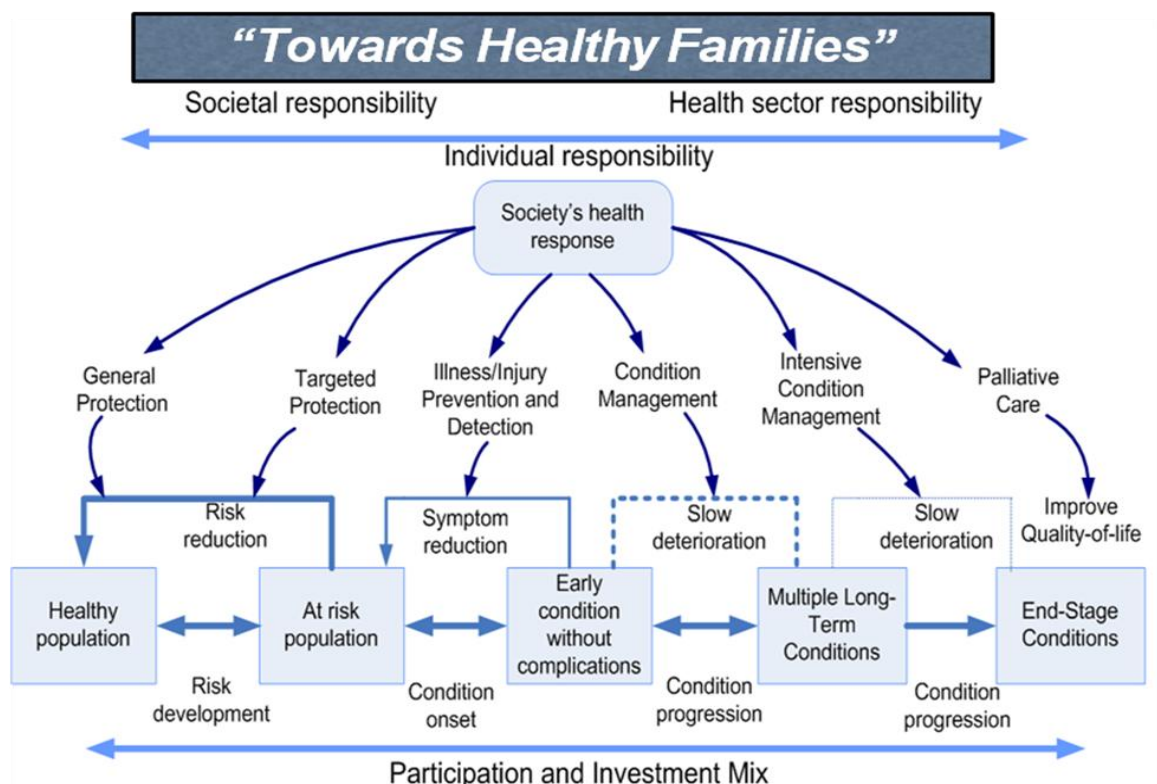 “Towards Healthy Families”
Societal responsibility
Health sector responsibility
Individual responsibility
Society’s health
response
General
Protection
Targeted
Protection
Illness/Injury
Prevention and
Detection
Condition
Management
Intensive
Condition
Management
Palliative
Care
Risk
reduction
Symptom
reduction
Slow
deterioration
Slow
deterioration
Improve
Quality-of-life
Healthy
population
At risk
population
Early
condition
without
complications
Multiple Long-
Term
Conditions
End-Stage
Conditions
Risk
development
Condition
onset
Condition
progression
Condition
progression
Participation and Investment Mix